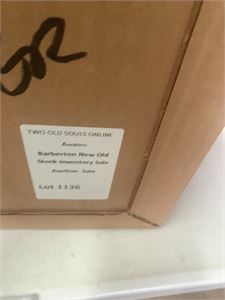 TWO OLD SOULS ONLINE
Auctions
Barberton New Old
Stock Inventory Sale
Auction Sale
Lot 1136